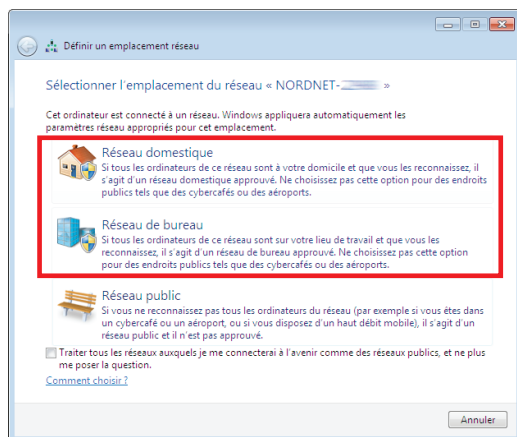 Définir un emplacement réseau
Sélectionner l'emplacement du réseau « NORDNET- »
Cet ordinateur est connecté à un réseau. Windows appliquera automatiquement les
paramètres réseau appropriés pour cet emplacement.
Réseau domestique
Si tous les ordinateurs de ce réseau sont à votre domicile et que vous les reconnaissez, il
s'agit d'un réseau domestique approuvé. Ne choisissez pas cette option pour des endroits
publics tels que des cybercafés ou des aéroports.
Réseau de bureau
Si tous les ordinateurs de ce réseau sont sur votre lieu de travail et que vous les
reconnaissez, il s'agit d'un réseau de bureau approuvé. Ne choisissez pas cette option
pour des endroits publics tels que des cybercafés ou des aéroports.
Réseau public
Si vous ne reconnaissez pas tous les ordinateurs du réseau (par exemple si vous êtes dans
un cybercafé ou un aéroport, ou si vous disposez d'un haut débit mobile), il s'agit d'un
réseau public et il n'est pas approuvé.
Traiter tous les réseaux auxquels je me connecterai à l'avenir comme des réseaux publics, et ne plus
me poser la question.
Comment choisir ?
Annuler